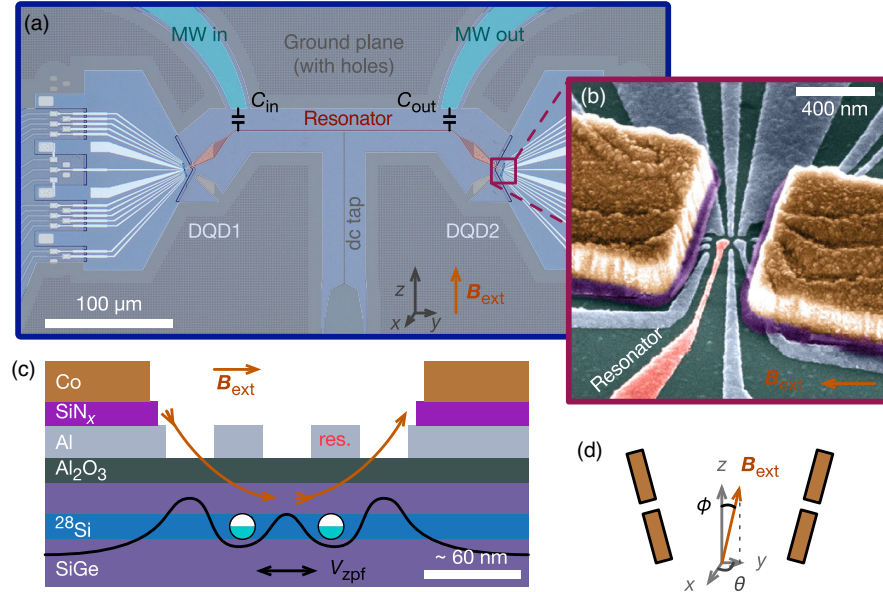 (a)
MW in
MW out
Ground plane
(with holes)
C_in
C_out
Resonator
DQD1
DQD2
dc tap
100 μm
z
x
y
B_ext
(b)
400 nm
Resonator
B_ext
(c)
Co
B_ext
SiN_x
Al
res.
Al₂O₃
²⁸Si
SiGe
V_zpf
~ 60 nm
(d)
z
B_ext
ϕ
y
x
θ